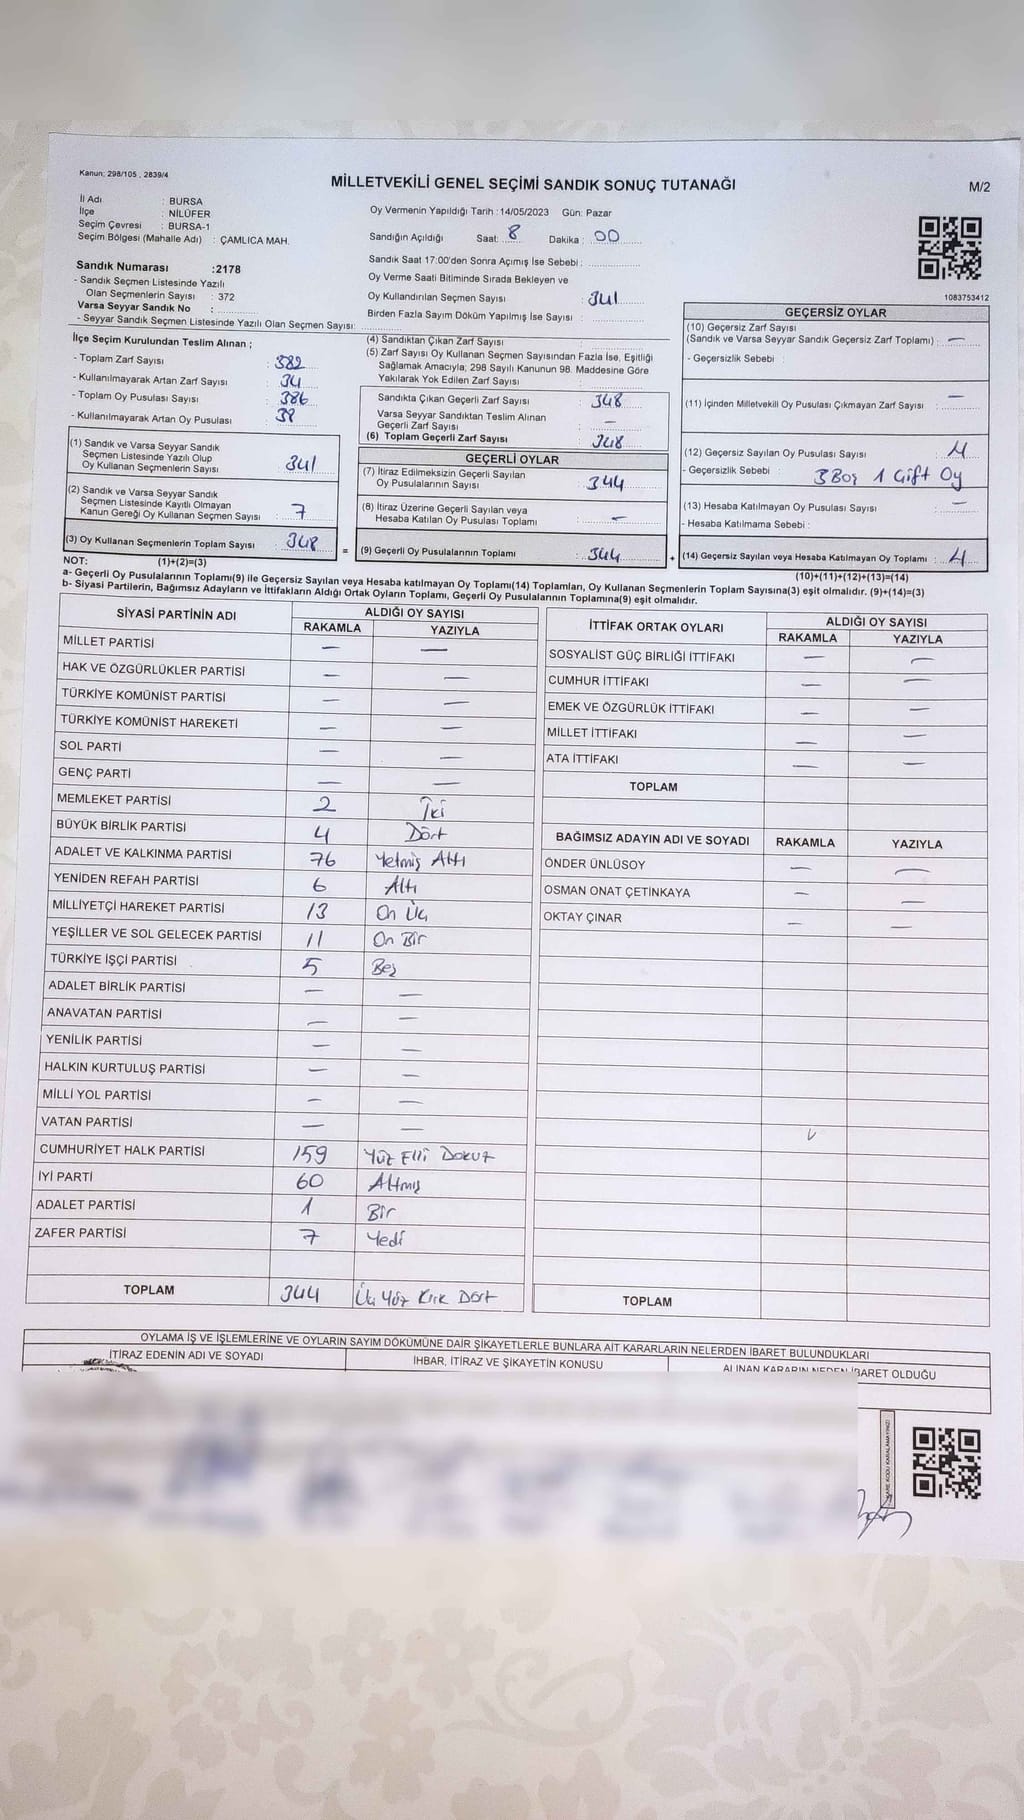 Kanun: 298/105 , 2839/4
MİLLETVEKİLİ GENEL SEÇİMİ SANDIK SONUÇ TUTANAĞI
M/2
İl Adı : BURSA
İlçe : NİLÜFER
Seçim Çevresi : BURSA-1
Seçim Bölgesi (Mahalle Adı) : ÇAMLICA MAH.
Sandık Numarası :2178
- Sandık Seçmen Listesinde Yazılı
Olan Seçmenlerin Sayısı : 372
Varsa Seyyar Sandık No :
- Seyyar Sandık Seçmen Listesinde Yazılı Olan Seçmen Sayısı:
Oy Vermenin Yapıldığı Tarih :14/05/2023 Gün: Pazar
Sandığın Açıldığı Saat: 8 Dakika : 00
Sandık Saat 17:00'den Sonra Açımış İse Sebebi :
Oy Verme Saati Bitiminde Sırada Bekleyen ve
Oy Kullandırılan Seçmen Sayısı : 341
Birden Fazla Sayım Döküm Yapılmış İse Sayısı :
1083753412
İlçe Seçim Kurulundan Teslim Alınan ;
- Toplam Zarf Sayısı : 382
- Kullanılmayarak Artan Zarf Sayısı : 34
- Toplam Oy Pusulası Sayısı : 386
- Kullanılmayarak Artan Oy Pusulası : 38
(1) Sandık ve Varsa Seyyar Sandık
Seçmen Listesinde Yazılı Olup
Oy Kullanan Seçmenlerin Sayısı : 341
(2) Sandık ve Varsa Seyyar Sandık
Seçmen Listesinde Kayıtlı Olmayan
Kanun Gereği Oy Kullanan Seçmen Sayısı : 7
(3) Oy Kullanan Seçmenlerin Toplam Sayısı : 348
(4) Sandıktan Çıkan Zarf Sayısı :
(5) Zarf Sayısı Oy Kullanan Seçmen Sayısından Fazla İse, Eşitliği
Sağlamak Amacıyla; 298 Sayılı Kanunun 98. Maddesine Göre
Yakılarak Yok Edilen Zarf Sayısı :
Sandıkta Çıkan Geçerli Zarf Sayısı : 348
Varsa Seyyar Sandıktan Teslim Alınan
Geçerli Zarf Sayısı : —
(6) Toplam Geçerli Zarf Sayısı : 348
GEÇERLİ OYLAR
(7) İtiraz Edilmeksizin Geçerli Sayılan
Oy Pusulalarının Sayısı : 344
(8) İtiraz Üzerine Geçerli Sayılan veya
Hesaba Katılan Oy Pusulası Toplamı : —
= (9) Geçerli Oy Pusulalarının Toplamı : 344
GEÇERSİZ OYLAR
(10) Geçersiz Zarf Sayısı
(Sandık ve Varsa Seyyar Sandık Geçersiz Zarf Toplamı) : —
- Geçersizlik Sebebi :
(11) İçinden Milletvekili Oy Pusulası Çıkmayan Zarf Sayısı : —
(12) Geçersiz Sayılan Oy Pusulası Sayısı : 4
- Geçersizlik Sebebi : 3 Boş 1 Çift Oy
(13) Hesaba Katılmayan Oy Pusulası Sayısı : —
- Hesaba Katılmama Sebebi :
+ (14) Geçersiz Sayılan veya Hesaba Katılmayan Oy Toplamı : 4
NOT: (1)+(2)=(3)
(10)+(11)+(12)+(13)=(14)
a- Geçerli Oy Pusulalarının Toplamı(9) ile Geçersiz Sayılan veya Hesaba katılmayan Oy Toplamı(14) Toplamları, Oy Kullanan Seçmenlerin Toplam Sayısına(3) eşit olmalıdır. (9)+(14)=(3)
b- Siyasi Partilerin, Bağımsız Adayların ve İttifakların Aldığı Ortak Oyların Toplamı, Geçerli Oy Pusulalarının Toplamına(9) eşit olmalıdır.
SİYASİ PARTİNİN ADI ALDIĞI OY SAYISI
RAKAMLA YAZIYLA
MİLLET PARTİSİ — —
HAK VE ÖZGÜRLÜKLER PARTİSİ — —
TÜRKİYE KOMÜNİST PARTİSİ — —
TÜRKİYE KOMÜNİST HAREKETİ — —
SOL PARTİ — —
GENÇ PARTİ — —
MEMLEKET PARTİSİ 2 İki
BÜYÜK BİRLİK PARTİSİ 4 Dört
ADALET VE KALKINMA PARTİSİ 76 Yetmiş Altı
YENİDEN REFAH PARTİSİ 6 Altı
MİLLİYETÇİ HAREKET PARTİSİ 13 On Üç
YEŞİLLER VE SOL GELECEK PARTİSİ 11 On Bir
TÜRKİYE İŞÇİ PARTİSİ 5 Beş
ADALET BİRLİK PARTİSİ — —
ANAVATAN PARTİSİ — —
YENİLİK PARTİSİ — —
HALKIN KURTULUŞ PARTİSİ — —
MİLLİ YOL PARTİSİ — —
VATAN PARTİSİ — —
CUMHURİYET HALK PARTİSİ 159 Yüz Elli Dokuz
İYİ PARTİ 60 Altmış
ADALET PARTİSİ 1 Bir
ZAFER PARTİSİ 7 Yedi
TOPLAM 344 Üç Yüz Kırk Dört
İTTİFAK ORTAK OYLARI ALDIĞI OY SAYISI
RAKAMLA YAZIYLA
SOSYALİST GÜÇ BİRLİĞİ İTTİFAKI — —
CUMHUR İTTİFAKI — —
EMEK VE ÖZGÜRLÜK İTTİFAKI — —
MİLLET İTTİFAKI — —
ATA İTTİFAKI — —
TOPLAM
BAĞIMSIZ ADAYIN ADI VE SOYADI RAKAMLA YAZIYLA
ÖNDER ÜNLÜSOY — —
OSMAN ONAT ÇETİNKAYA — —
OKTAY ÇINAR — —
TOPLAM
OYLAMA İŞ VE İŞLEMLERİNE VE OYLARIN SAYIM DÖKÜMÜNE DAİR ŞİKAYETLERLE BUNLARA AİT KARARLARIN NELERDEN İBARET BULUNDUKLARI
İTİRAZ EDENİN ADI VE SOYADI
İHBAR, İTİRAZ VE ŞİKAYETİN KONUSU
ALINAN KARARIN NEDEN İBARET OLDUĞU
KARE KODU KARALAMAYINIZ!